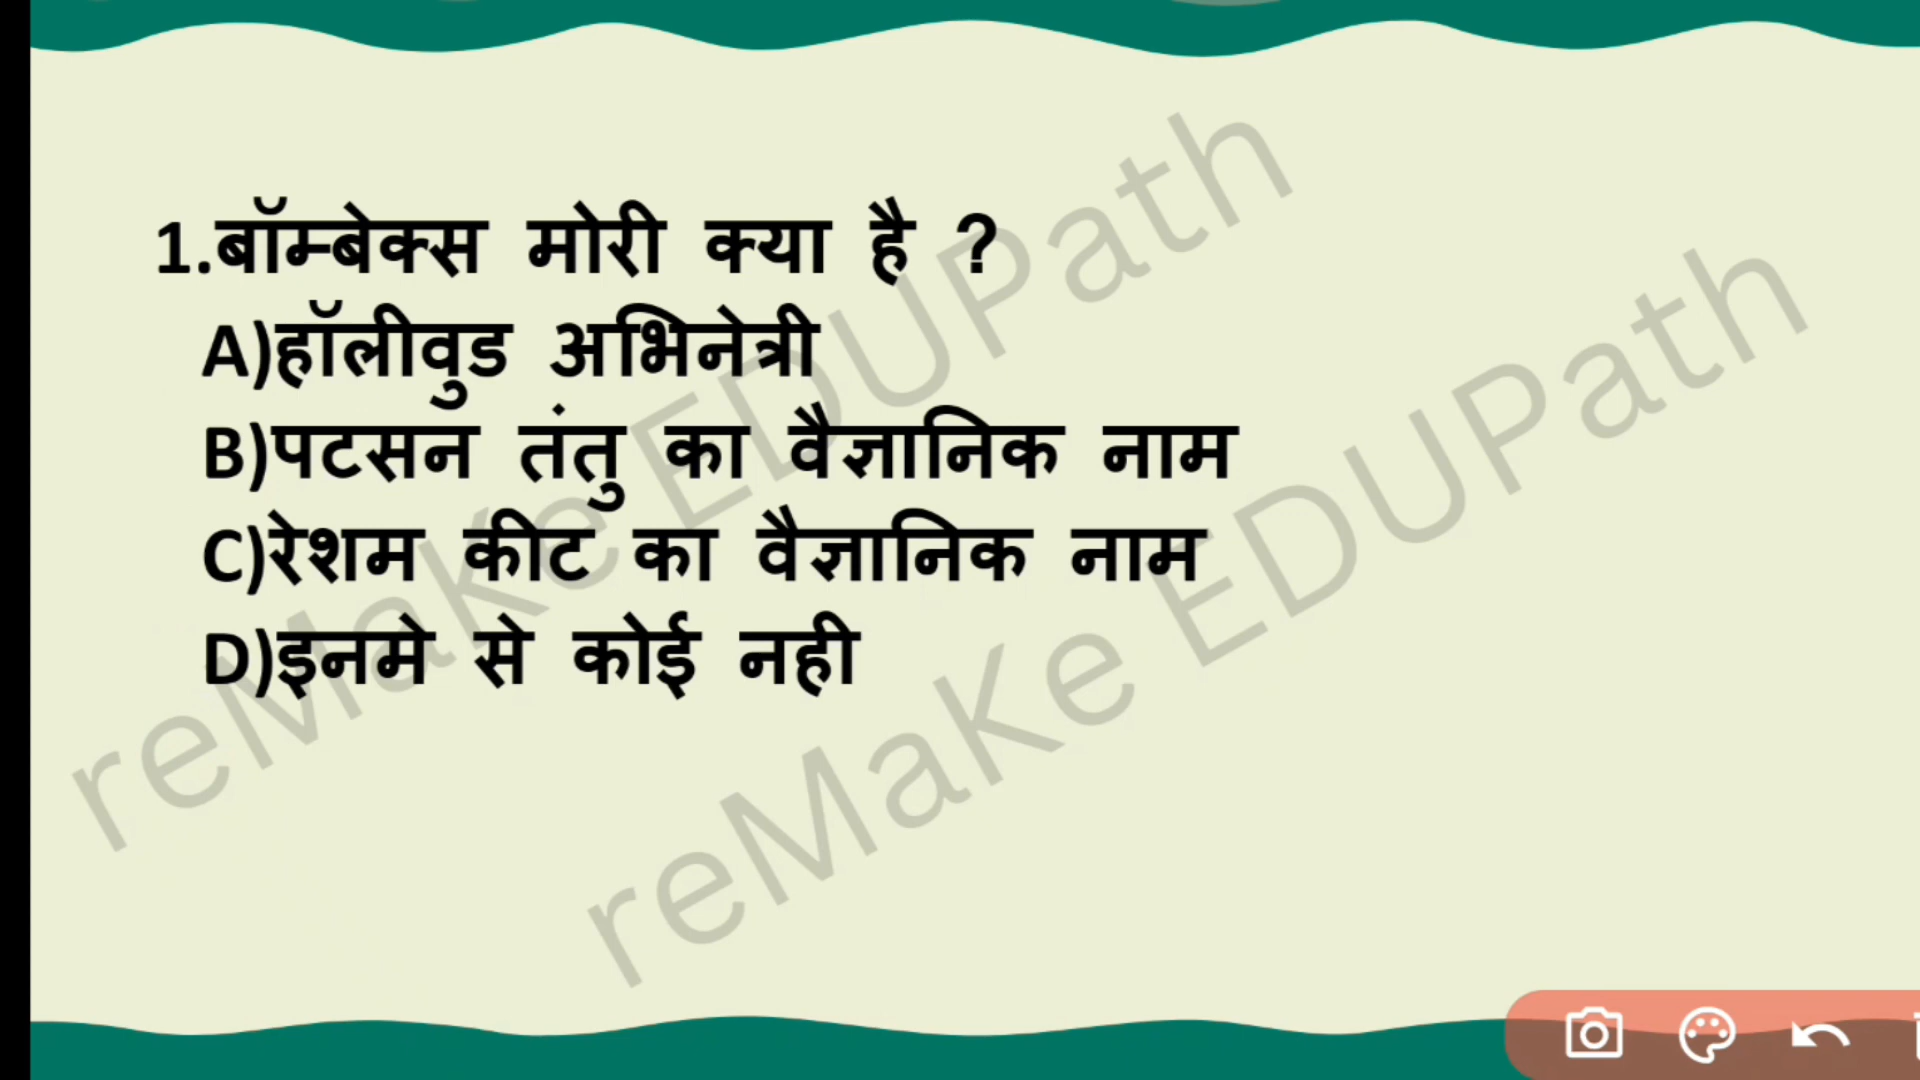 1.बॉम्बेक्स मोरी क्या है ?
A)हॉलीवुड अभिनेत्री
B)पटसन तंतु का वैज्ञानिक नाम
C)रेशम कीट का वैज्ञानिक नाम
D)इनमे से कोई नही
reMaKe EDUPath
reMaKe EDUPath